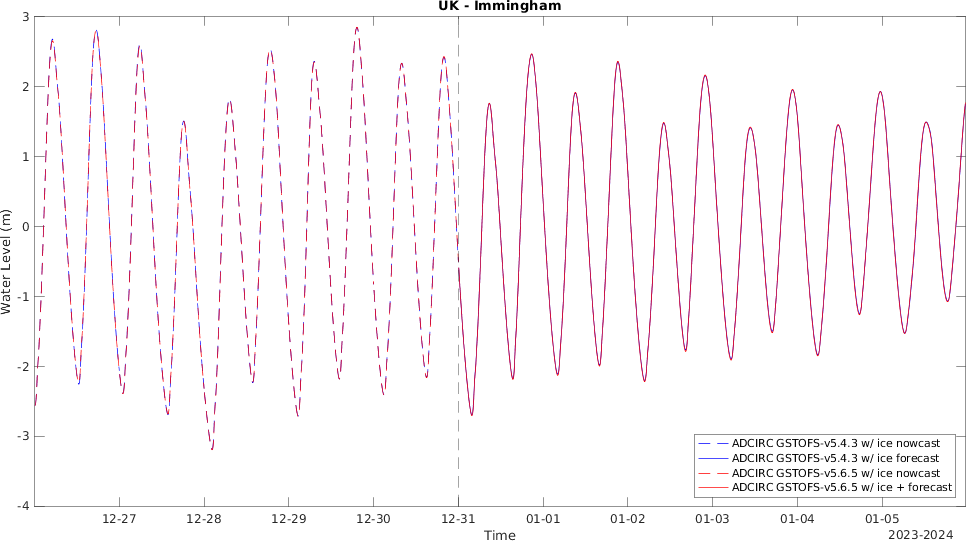 UK - Immingham
3
2
1
0
-1
-2
-3
-4
Water Level (m)
12-27 12-28 12-29 12-30 12-31 01-01 01-02 01-03 01-04 01-05
Time
2023-2024
ADCIRC GSTOFS-v5.4.3 w/ ice nowcast
ADCIRC GSTOFS-v5.4.3 w/ ice forecast
ADCIRC GSTOFS-v5.6.5 w/ ice nowcast
ADCIRC GSTOFS-v5.6.5 w/ ice + forecast